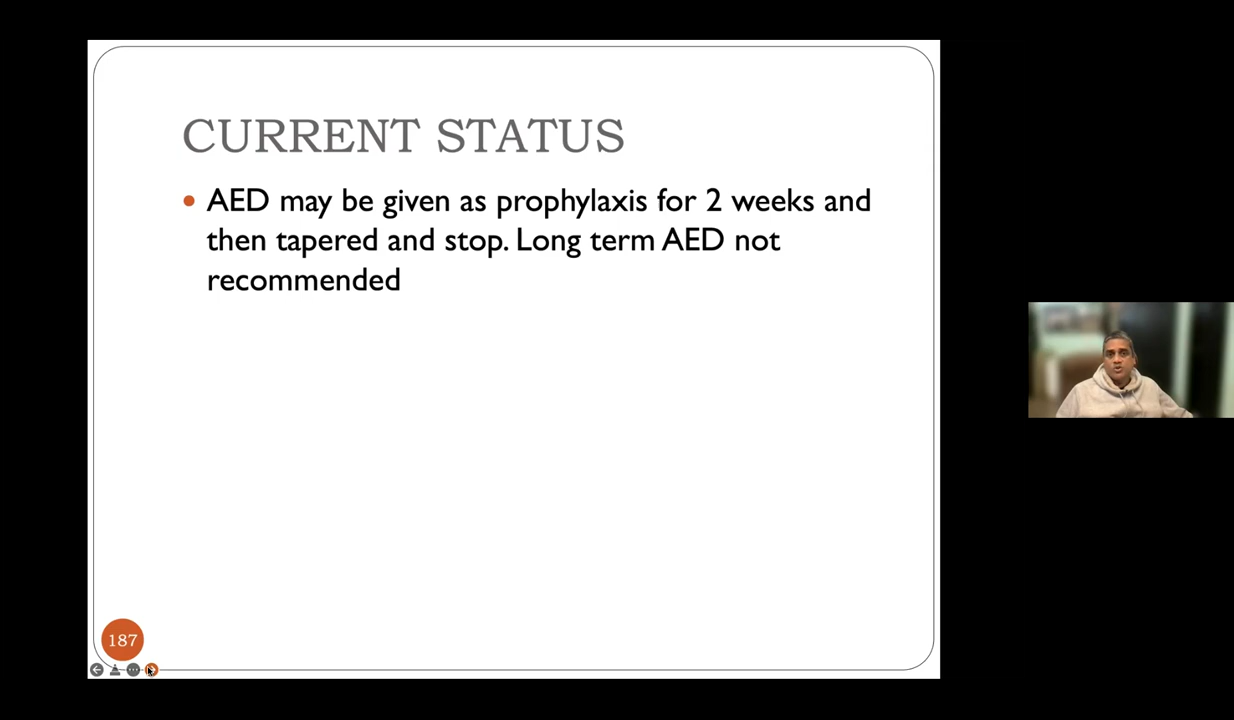 CURRENT STATUS
AED may be given as prophylaxis for 2 weeks and
then tapered and stop. Long term AED not
recommended
187